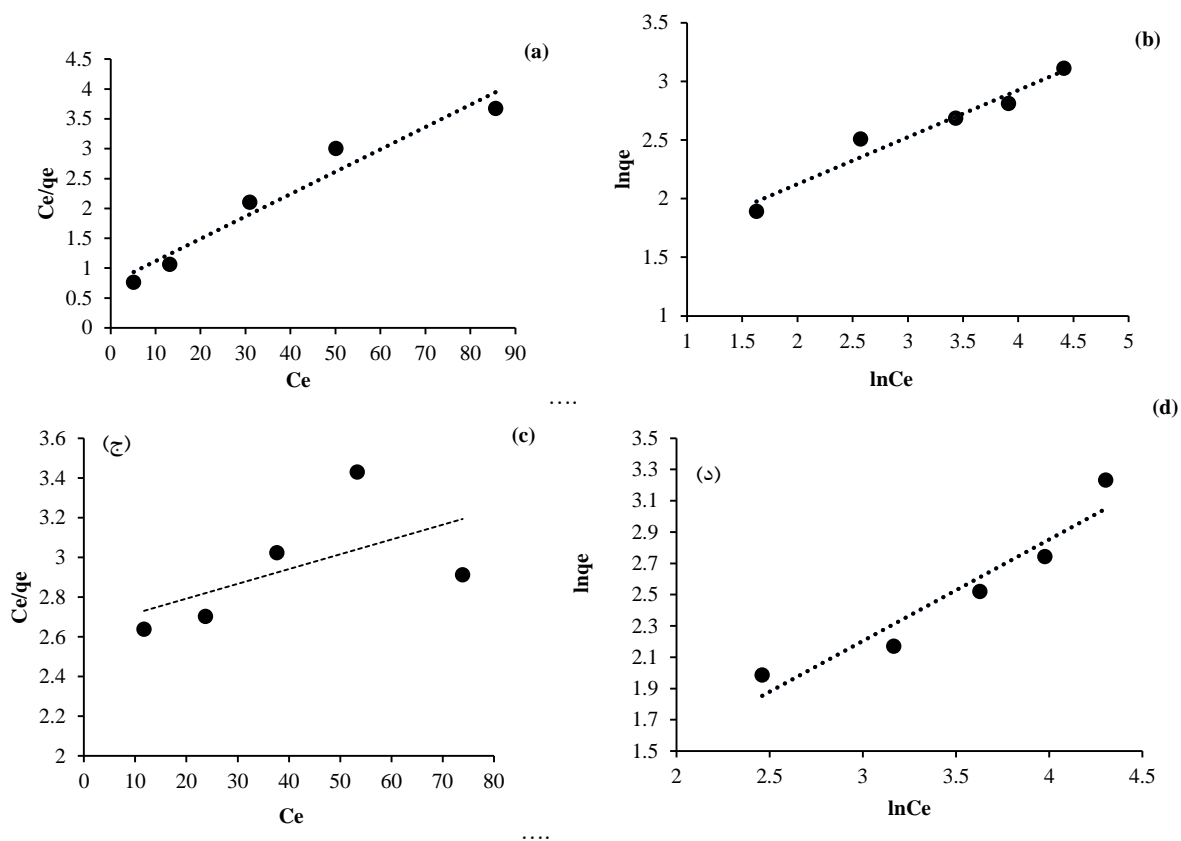 (a)
4.5
4
3.5
3
2.5
2
1.5
1
0.5
0
Ce/qe
0 10 20 30 40 50 60 70 80 90
Ce
(b)
3.5
3
2.5
2
1.5
1
lnqe
1 1.5 2 2.5 3 3.5 4 4.5 5
lnCe
....
(c)
(ج)
3.6
3.4
3.2
3
2.8
2.6
2.4
2.2
2
Ce/qe
0 10 20 30 40 50 60 70 80
Ce
(d)
(د)
3.5
3.3
3.1
2.9
2.7
2.5
2.3
2.1
1.9
1.7
1.5
lnqe
2 2.5 3 3.5 4 4.5
lnCe
....